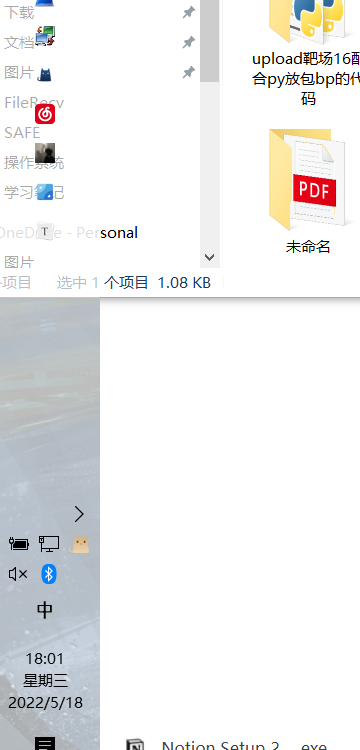 下载
文档
图片
FileRecv
SAFE
操作系统
学习笔记
OneDrive - Personal
图片
个项目 选中 1 个项目 1.08 KB
upload靶场16配
合py放包bp的代
码
PDF
未命名
中
18:01
星期三
2022/5/18
Notion Setup 2....exe